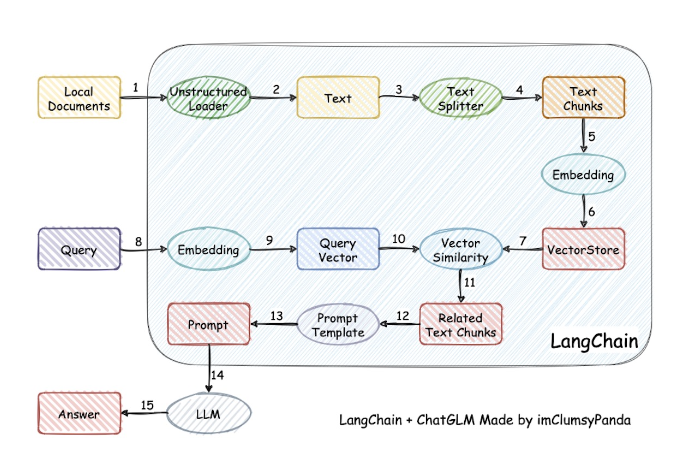 Local
Documents
1
Unstructured
Loader
2
Text
3
Text
Splitter
4
Text
Chunks
5
Embedding
6
Query
8
Embedding
9
Query
Vector
10
Vector
Similarity
7
VectorStore
11
Prompt
13
Prompt
Template
12
Related
Text Chunks
LangChain
14
Answer
15
LLM
LangChain + ChatGLM Made by imClumsyPanda